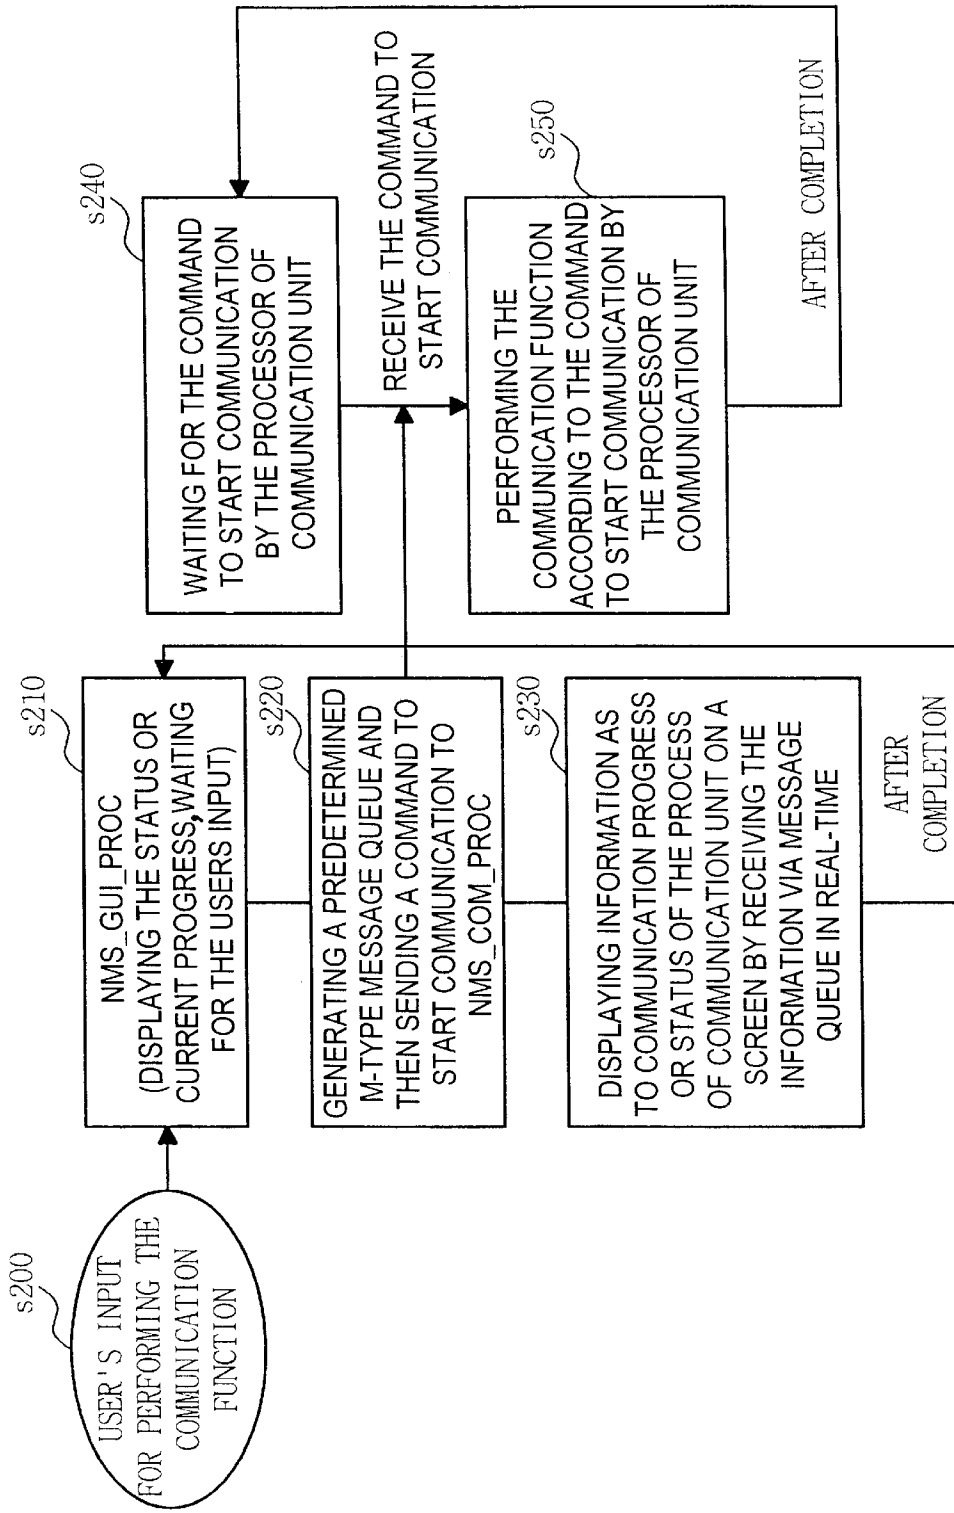 s200
USER'S INPUT
FOR PERFORMING THE
COMMUNICATION
FUNCTION
s210
NMS_GUI_PROC
(DISPLAYING THE STATUS OR
CURRENT PROGRESS,WAITING
FOR THE USERS INPUT)
s220
GENERATING A PREDETERMINED
M-TYPE MESSAGE QUEUE AND
THEN SENDING A COMMAND TO
START COMMUNICATION TO
NMS_COM_PROC
s230
DISPLAYING INFORMATION AS
TO COMMUNICATION PROGRESS
OR STATUS OF THE PROCESS
OF COMMUNICATION UNIT ON A
SCREEN BY RECEIVING THE
INFORMATION VIA MESSAGE
QUEUE IN REAL-TIME
AFTER
COMPLETION
s240
WAITING FOR THE COMMAND
TO START COMMUNICATION
BY THE PROCESSOR OF
COMMUNICATION UNIT
RECEIVE THE COMMAND TO
START COMMUNICATION
s250
PERFORMING THE
COMMUNICATION FUNCTION
ACCORDING TO THE COMMAND
TO START COMMUNICATION BY
THE PROCESSOR OF
COMMUNICATION UNIT
AFTER COMPLETION